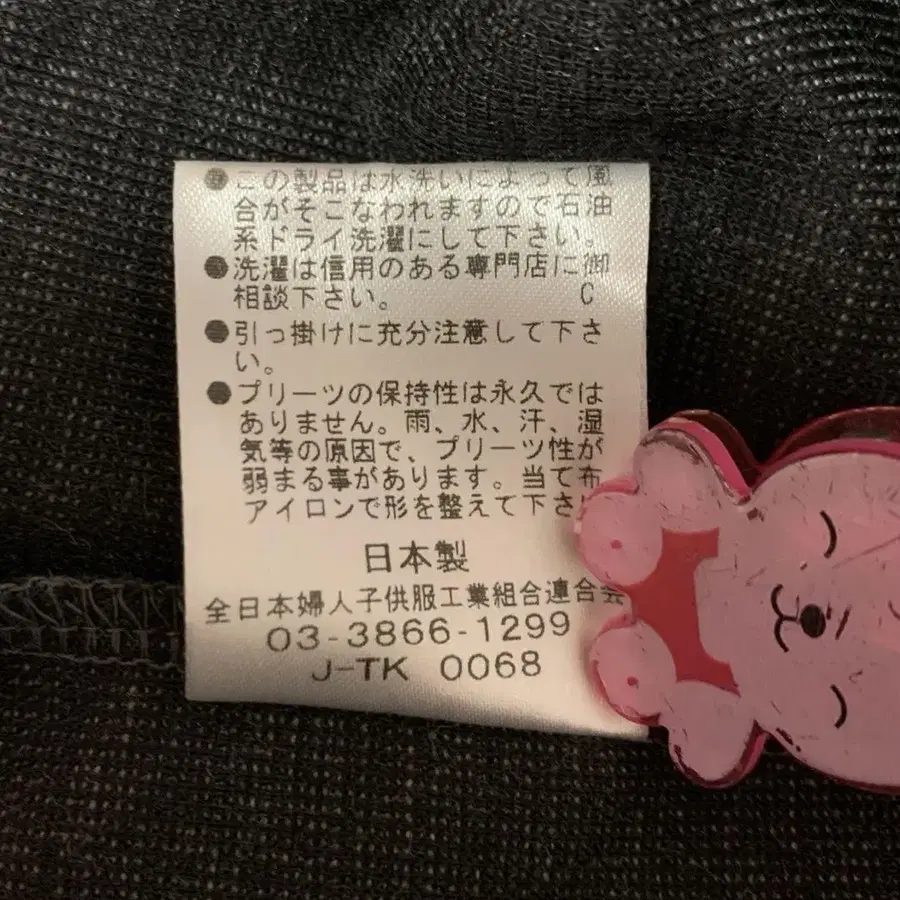 ●この製品は水洗いによって風
合がそこなわれますので石油
系ドライ洗濯にして下さい。
●洗濯は信用のある専門店に御
相談下さい。 C
●引っ掛けに充分注意して下さ
い。
●プリーツの保持性は永久では
ありません。雨、水、汗、湿
気等の原因で、プリーツ性が
弱まる事があります。当て布
アイロンで形を整えて下さい
日本製
全日本婦人子供服工業組合連合会
03-3866-1299
J-TK 0068